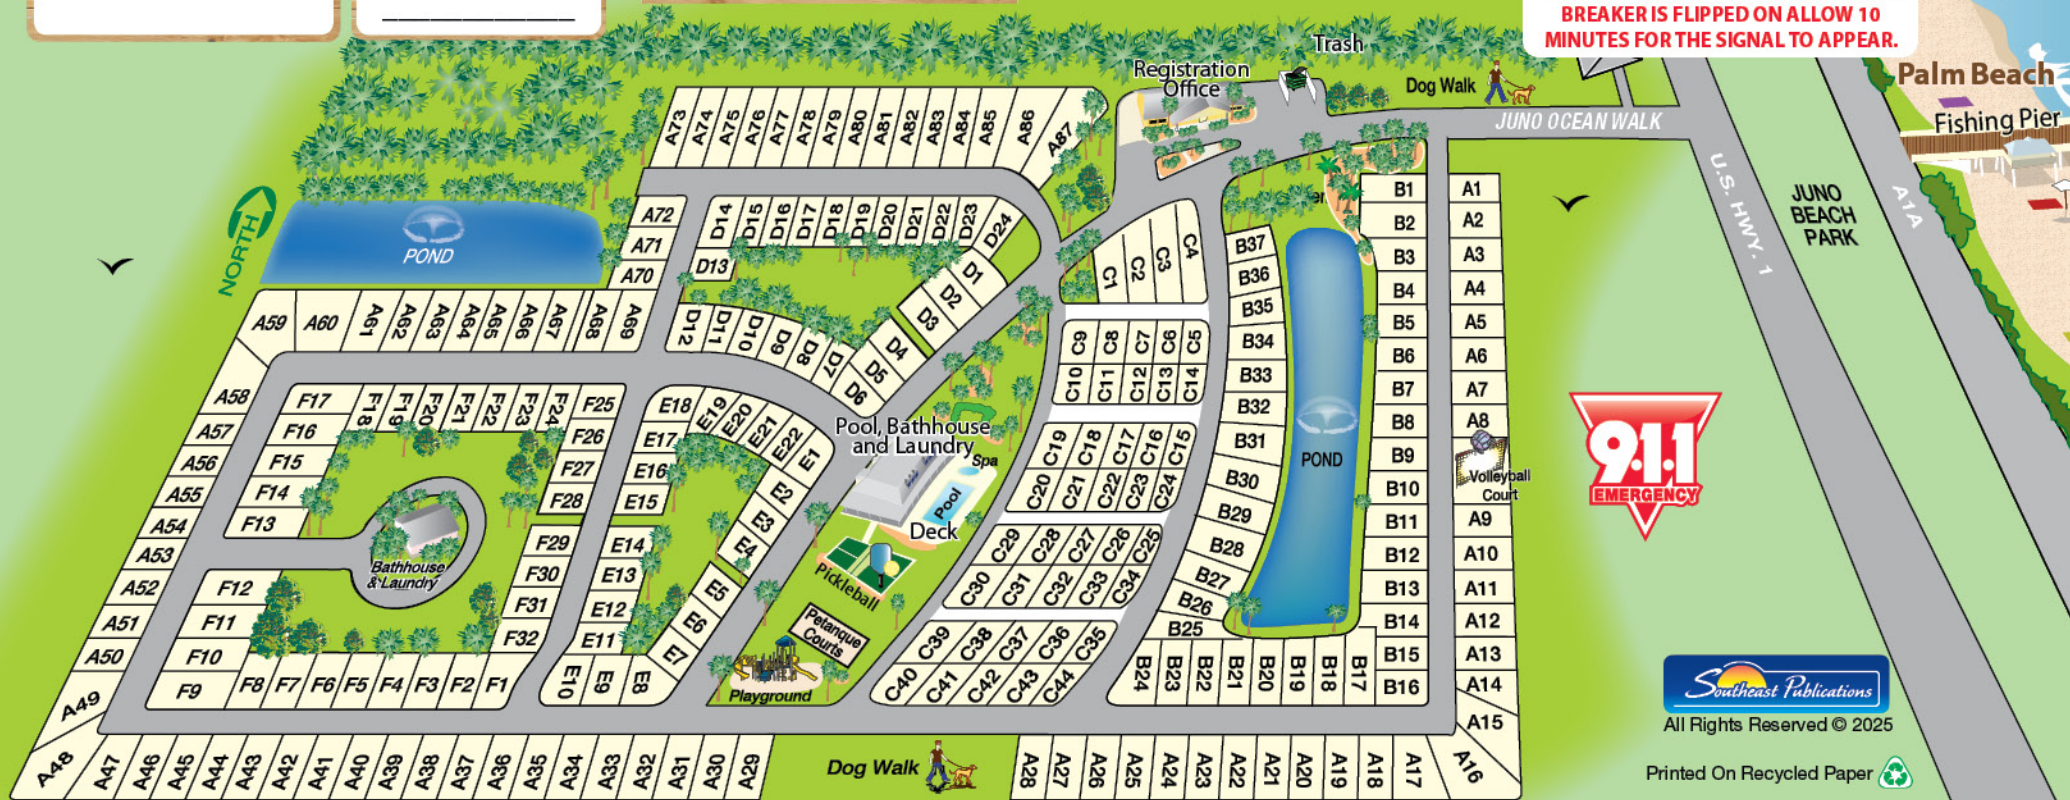 BREAKER IS FLIPPED ON ALLOW 10
MINUTES FOR THE SIGNAL TO APPEAR.
Trash
Registration
Office
Dog Walk
JUNO OCEAN WALK
Palm Beach
Fishing Pier
U.S. HWY. 1
JUNO
BEACH
PARK
A1A
NORTH
POND
A73 A74 A75 A76 A77 A78 A79 A80 A81 A82 A83 A84 A85 A86 A87
A72
A71
A70
D14 D15 D16 D17 D18 D19 D20 D21 D22 D23 D24
D13
D1
D2
D3
D4
D5
D6
D12 D11 D10 D9 D8 D7
A59 A60 A61 A62 A63 A64 A65 A66 A67 A68 A69
A58
A57
A56
A55
A54
A53
A52
A51
A50
A49
A48
F17 F18 F19 F20 F21 F22 F23 F24 F25
F16
F15
F14
F13
F26
F27
F28
F29
F30
F31
F32
Bathhouse
& Laundry
F12
F11
F10
F9 F8 F7 F6 F5 F4 F3 F2 F1
E18 E19 E20 E21 E22 E1
E17
E16
E15
E14
E13
E12
E11
E10 E9 E8
E2
E3
E4
E5
E6
E7
Pool, Bathhouse
and Laundry
Spa
Pool
Deck
Pickleball
Petanque
Courts
Playground
C1 C2 C3 C4
C9 C8 C7 C6 C5
C10 C11 C12 C13 C14
C19 C18 C17 C16 C15
C20 C21 C22 C23 C24
C29 C28 C27 C26 C25
C30 C31 C32 C33 C34
C39 C38 C37 C36 C35
C40 C41 C42 C43 C44
er
B37
B36
B35
B34
B33
B32
B31
B30
B29
B28
B27
B26
B25
POND
B24 B23 B22 B21 B20 B19 B18 B17
B1
B2
B3
B4
B5
B6
B7
B8
B9
B10
B11
B12
B13
B14
B15
B16
A1
A2
A3
A4
A5
A6
A7
A8
Volleyball
Court
A9
A10
A11
A12
A13
A14
A15
A16
A47 A46 A45 A44 A43 A42 A41 A40 A39 A38 A37 A36 A35 A34 A33 A32 A31 A30 A29
Dog Walk
A28 A27 A26 A25 A24 A23 A22 A21 A20 A19 A18 A17
9-1-1
EMERGENCY
Southeast Publications
All Rights Reserved © 2025
Printed On Recycled Paper